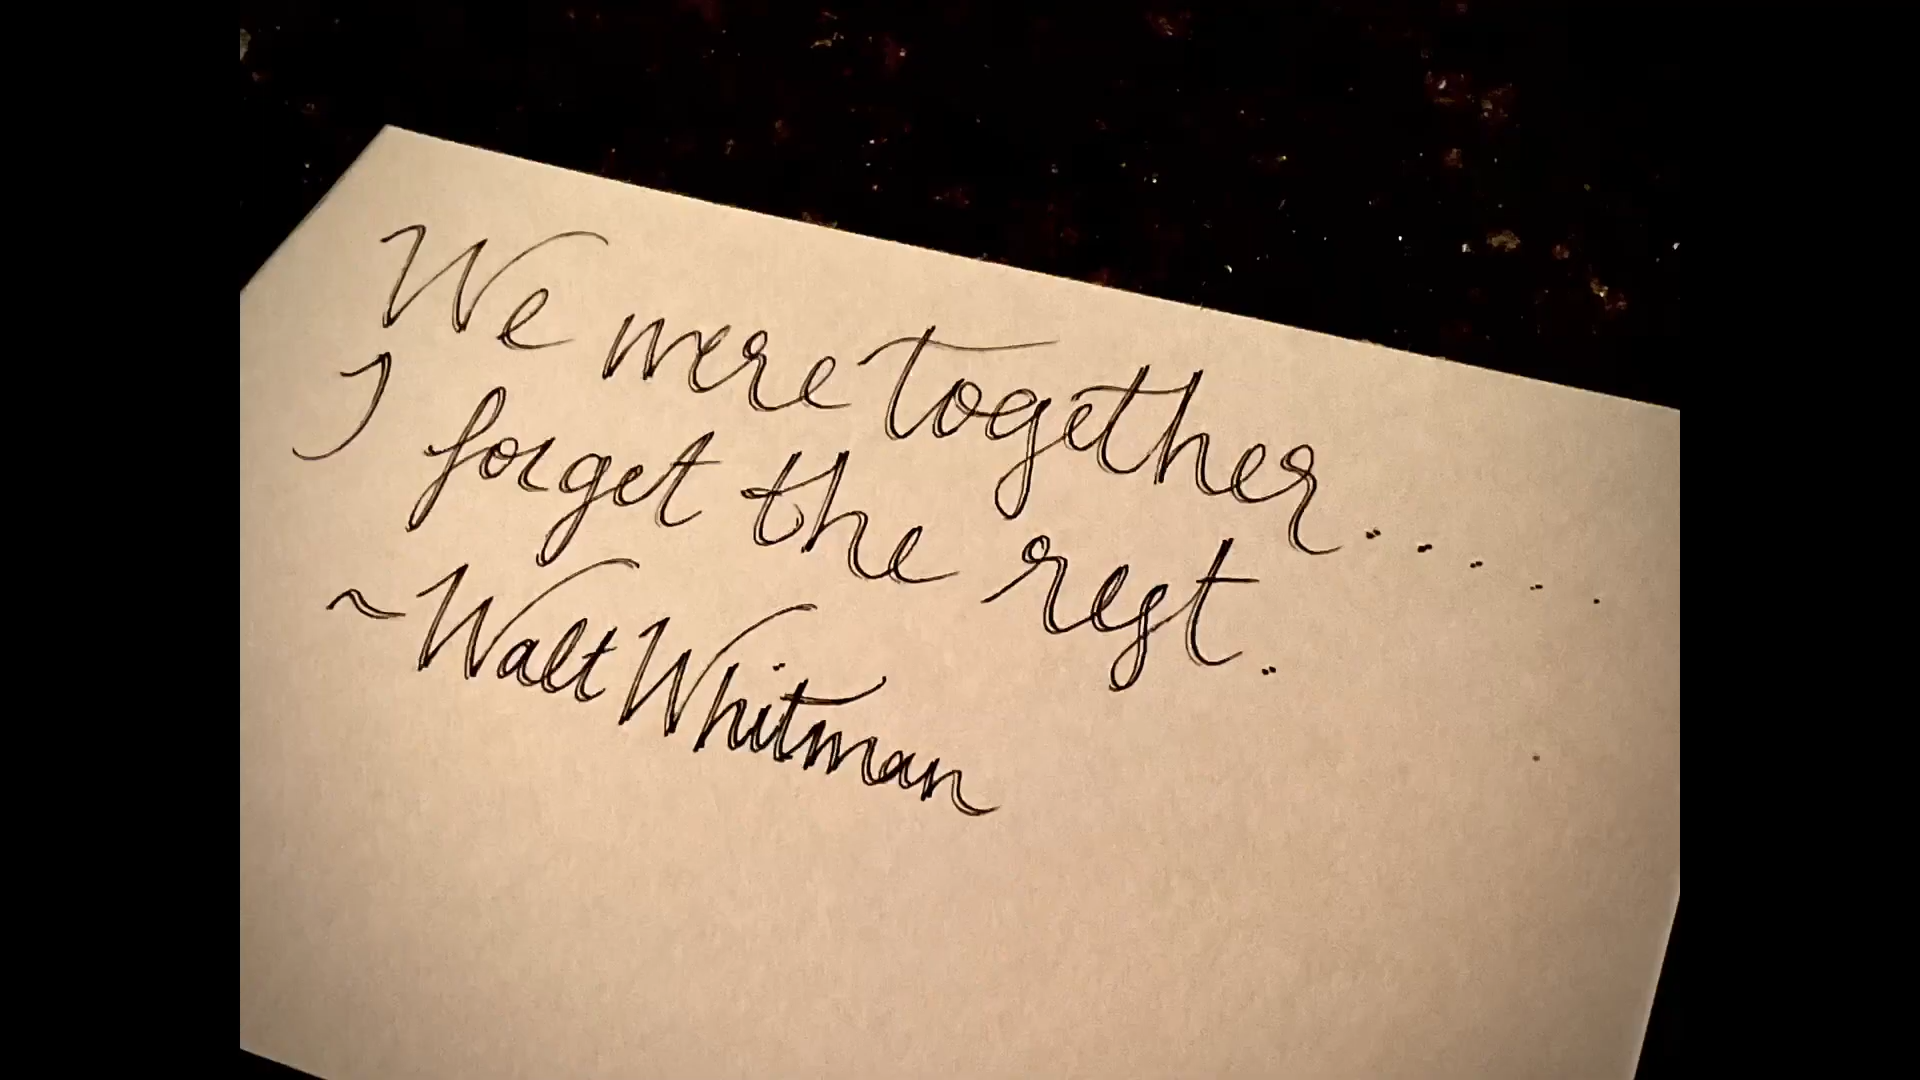 We were together.....
I forget the rest.
~Walt Whitman